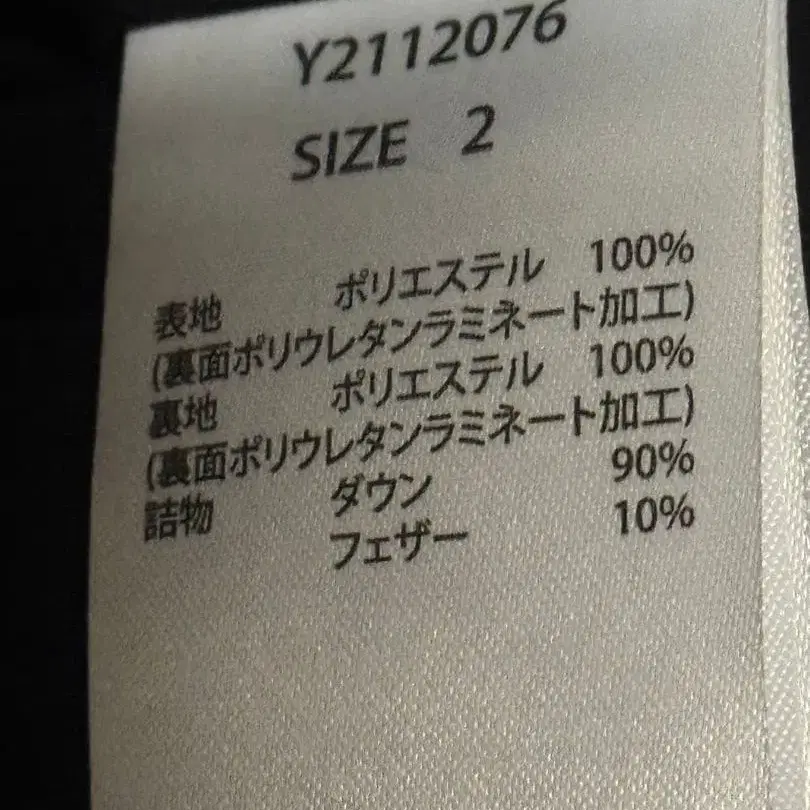 Y2112076
SIZE 2
表地 ポリエステル 100%
(裏面ポリウレタンラミネート加工)
裏地 ポリエステル 100%
(裏面ポリウレタンラミネート加工)
詰物 ダウン 90%
フェザー 10%